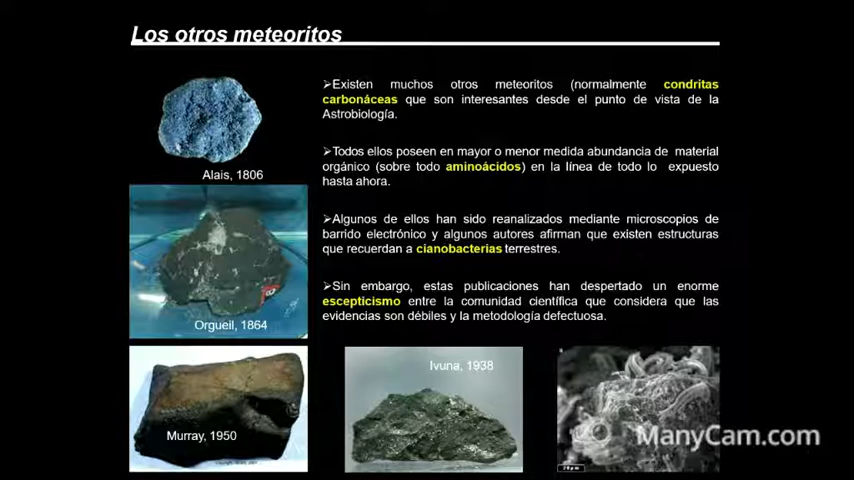 Los otros meteoritos
➢Existen muchos otros meteoritos (normalmente condritas
carbonáceas que son interesantes desde el punto de vista de la
Astrobiología.
➢Todos ellos poseen en mayor o menor medida abundancia de material
orgánico (sobre todo aminoácidos) en la línea de todo lo expuesto
hasta ahora.
➢Algunos de ellos han sido reanalizados mediante microscopios de
barrido electrónico y algunos autores afirman que existen estructuras
que recuerdan a cianobacterias terrestres.
➢Sin embargo, estas publicaciones han despertado un enorme
escepticismo entre la comunidad científica que considera que las
evidencias son débiles y la metodología defectuosa.
Alais, 1806
Orgueil, 1864
Murray, 1950
Ivuna, 1938
ManyCam.com